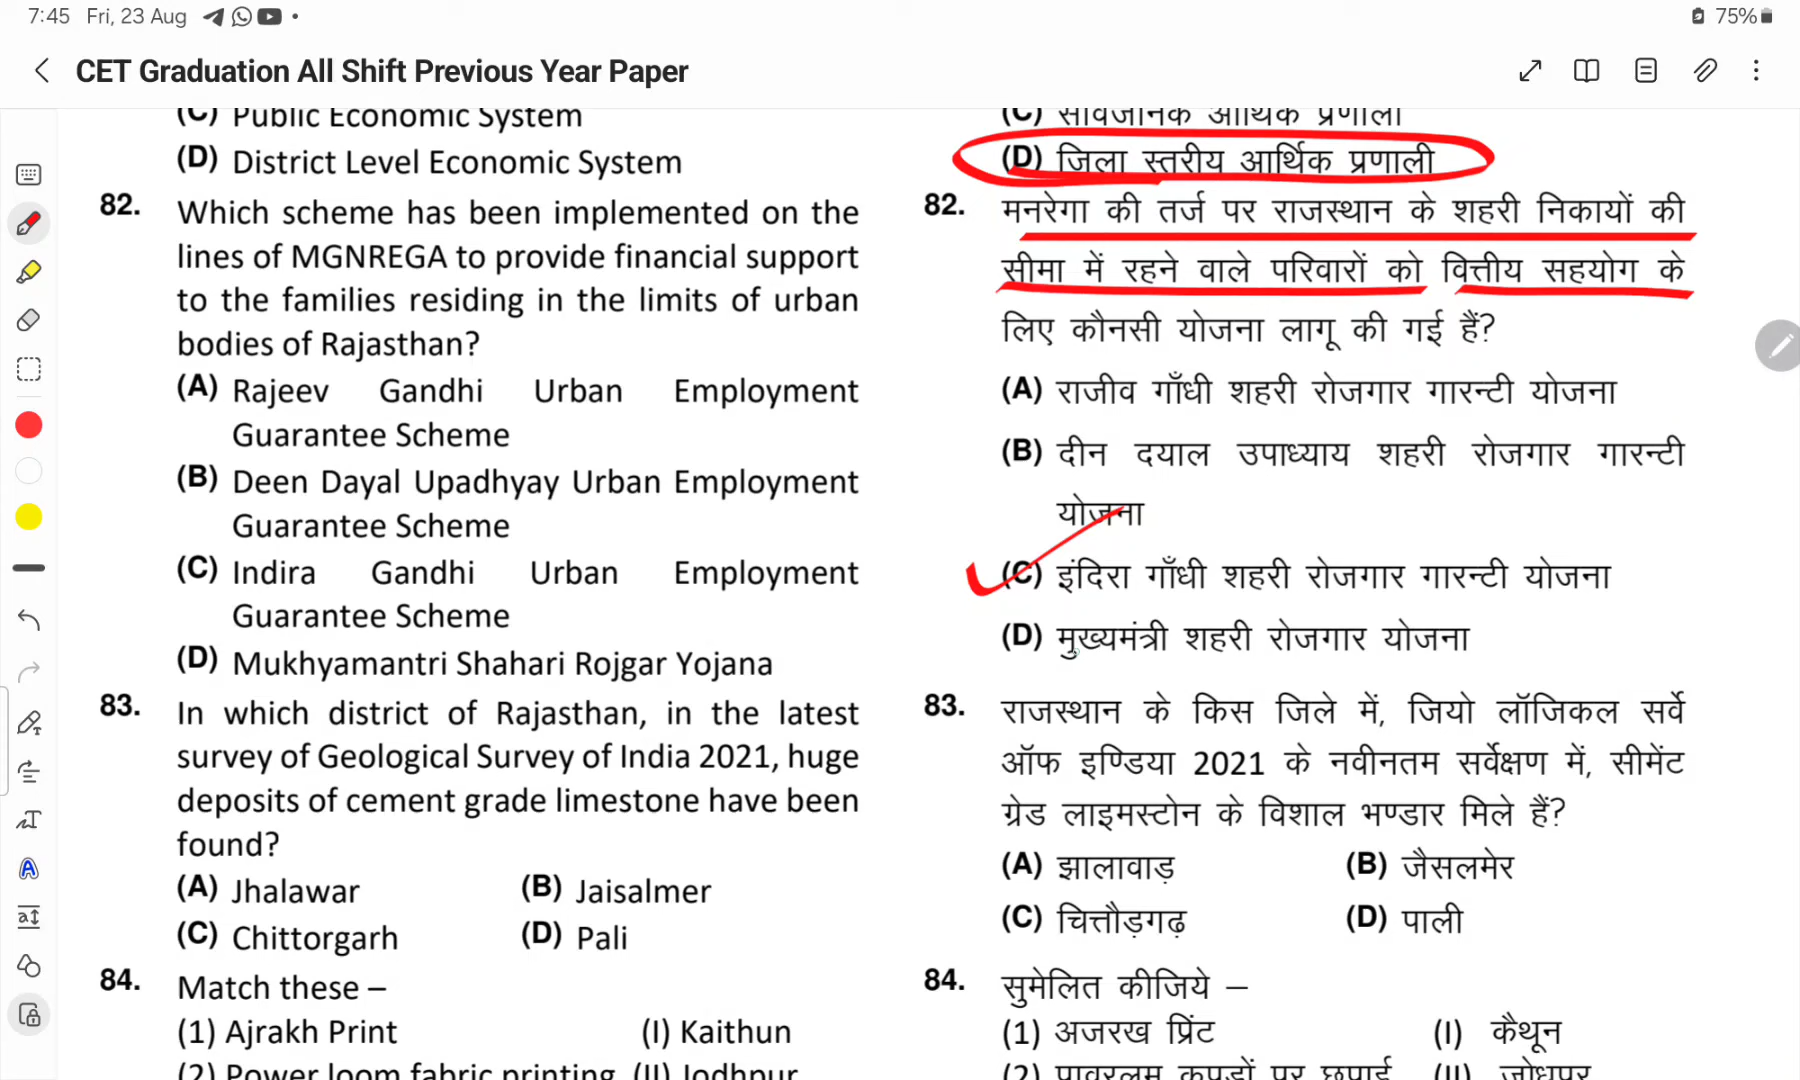 7:45 Fri, 23 Aug
75%
CET Graduation All Shift Previous Year Paper
(C) Public Economic System
(D) District Level Economic System
82. Which scheme has been implemented on the
lines of MGNREGA to provide financial support
to the families residing in the limits of urban
bodies of Rajasthan?
(A) Rajeev Gandhi Urban Employment
Guarantee Scheme
(B) Deen Dayal Upadhyay Urban Employment
Guarantee Scheme
(C) Indira Gandhi Urban Employment
Guarantee Scheme
(D) Mukhyamantri Shahari Rojgar Yojana
83. In which district of Rajasthan, in the latest
survey of Geological Survey of India 2021, huge
deposits of cement grade limestone have been
found?
(A) Jhalawar (B) Jaisalmer
(C) Chittorgarh (D) Pali
84. Match these –
(1) Ajrakh Print (I) Kaithun
(2) Power loom fabric printing (II) Jodhpur
(C) सार्वजनिक आर्थिक प्रणाली
(D) जिला स्तरीय आर्थिक प्रणाली
82. मनरेगा की तर्ज पर राजस्थान के शहरी निकायों की
सीमा में रहने वाले परिवारों को वित्तीय सहयोग के
लिए कौनसी योजना लागू की गई हैं?
(A) राजीव गाँधी शहरी रोजगार गारन्टी योजना
(B) दीन दयाल उपाध्याय शहरी रोजगार गारन्टी
योजना
(C) इंदिरा गाँधी शहरी रोजगार गारन्टी योजना
(D) मुख्यमंत्री शहरी रोजगार योजना
83. राजस्थान के किस जिले में, जियो लॉजिकल सर्वे
ऑफ इण्डिया 2021 के नवीनतम सर्वेक्षण में, सीमेंट
ग्रेड लाइमस्टोन के विशाल भण्डार मिले हैं?
(A) झालावाड़ (B) जैसलमेर
(C) चित्तौड़गढ़ (D) पाली
84. सुमेलित कीजिये –
(1) अजरख प्रिंट (I) कैथून
(2) पावरलूम कपड़ों पर छपाई (II) जोधपुर